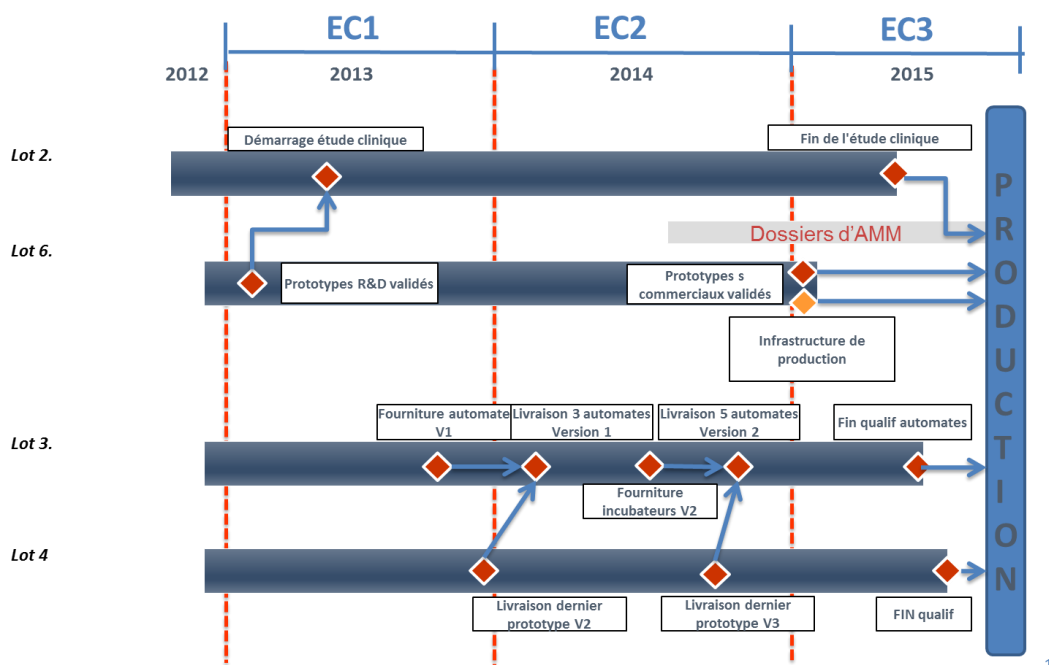 EC1
EC2
EC3
2012
2013
2014
2015
Lot 2.
Démarrage étude clinique
Fin de l'étude clinique
Dossiers d’AMM
Lot 6.
Prototypes R&D validés
Prototypes s
commerciaux validés
Infrastructure de
production
Lot 3.
Fourniture automate
V1
Livraison 3 automates
Version 1
Livraison 5 automates
Version 2
Fin qualif automates
Fourniture
incubateurs V2
Lot 4
Livraison dernier
prototype V2
Livraison dernier
prototype V3
FIN qualif
PRODUCTION
1